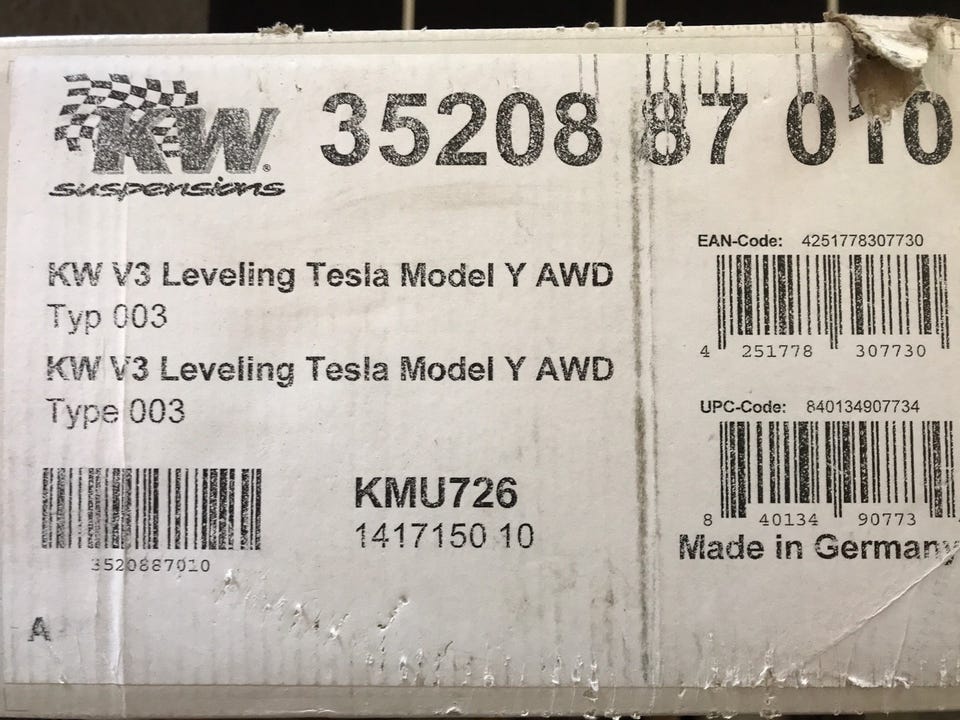 KW®
suspensions
35208 87 010
KW V3 Leveling Tesla Model Y AWD
Typ 003
KW V3 Leveling Tesla Model Y AWD
Type 003
3520887010
KMU726
1417150 10
A
EAN-Code: 4251778307730
4 251778 307730
UPC-Code: 840134907734
8 40134 90773
Made in Germany